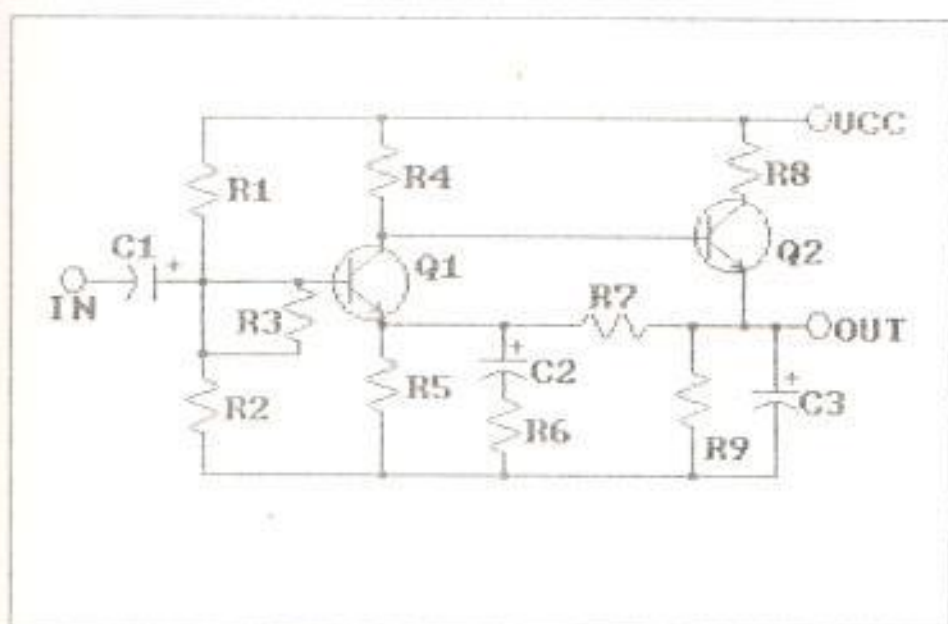 UCC
R1
R4
R8
C1
+
Q1
Q2
IN
R3
R7
OUT
+
C2
+
C3
R2
R5
R6
R9